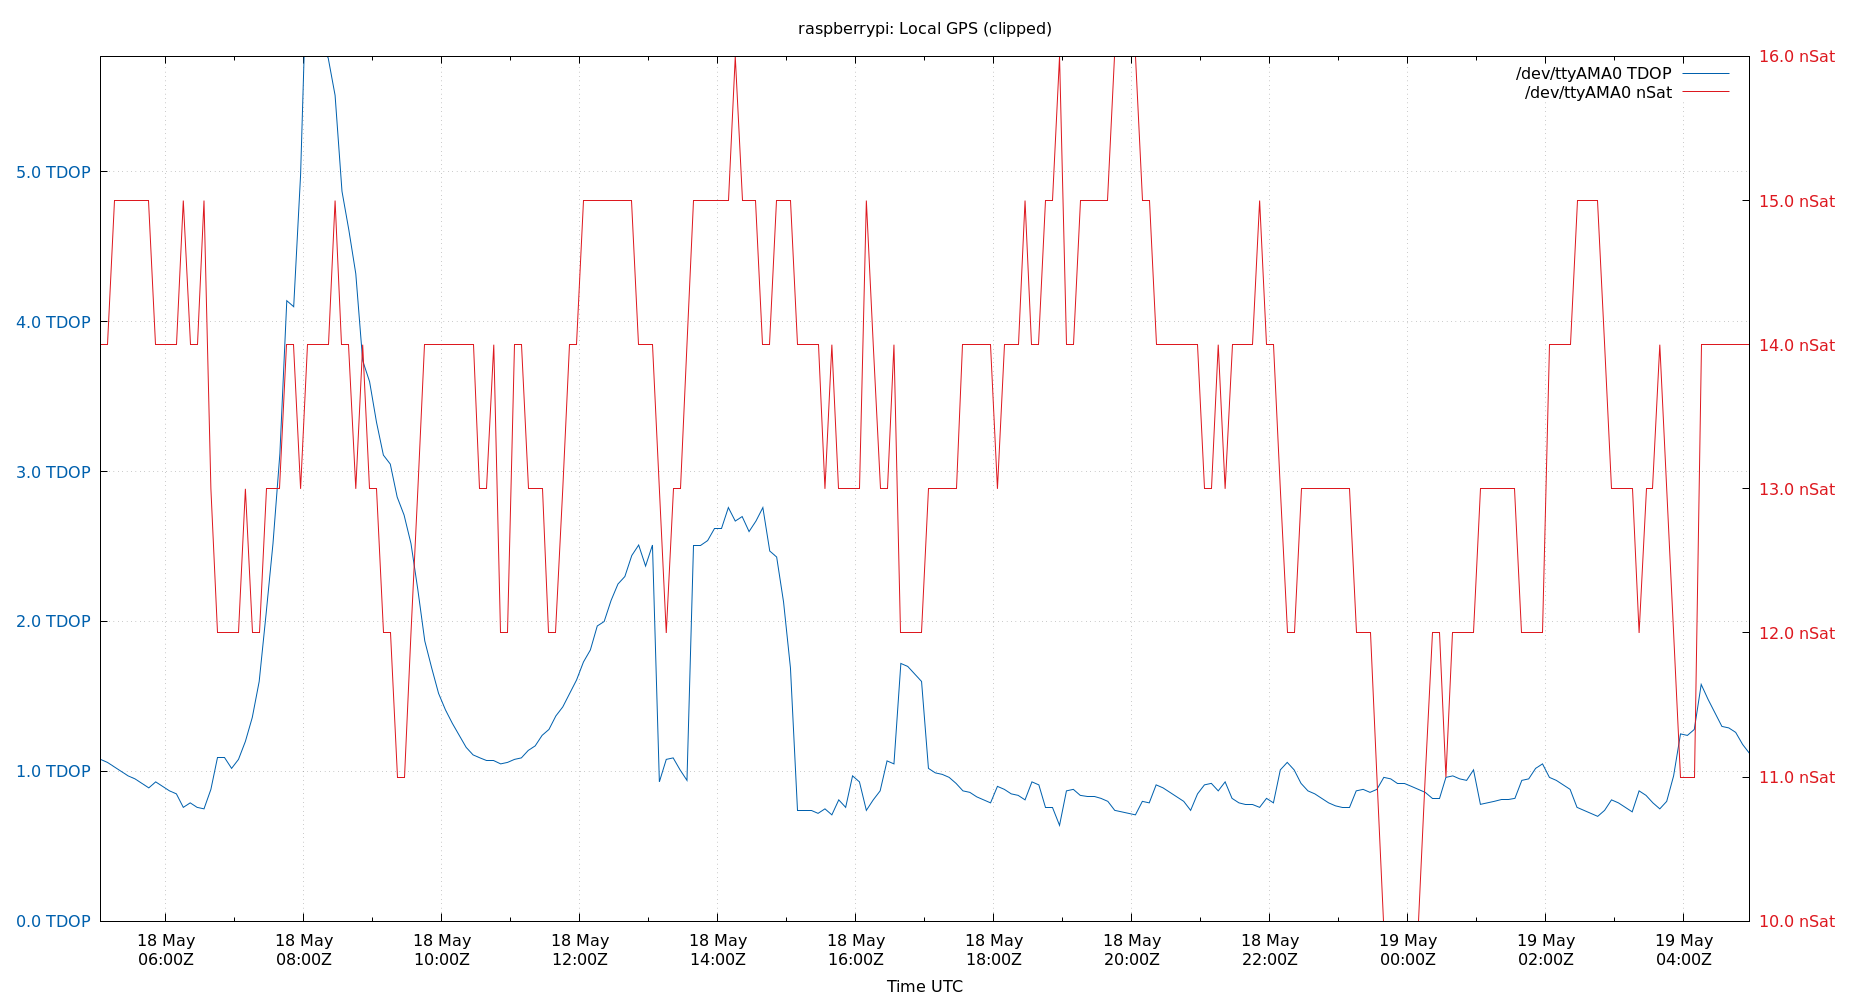 raspberrypi: Local GPS (clipped)
/dev/ttyAMA0 TDOP
/dev/ttyAMA0 nSat
5.0 TDOP
4.0 TDOP
3.0 TDOP
2.0 TDOP
1.0 TDOP
0.0 TDOP
16.0 nSat
15.0 nSat
14.0 nSat
13.0 nSat
12.0 nSat
11.0 nSat
10.0 nSat
18 May 18 May 18 May 18 May 18 May 18 May 18 May 18 May 18 May 19 May 19 May 19 May
06:00Z 08:00Z 10:00Z 12:00Z 14:00Z 16:00Z 18:00Z 20:00Z 22:00Z 00:00Z 02:00Z 04:00Z
Time UTC